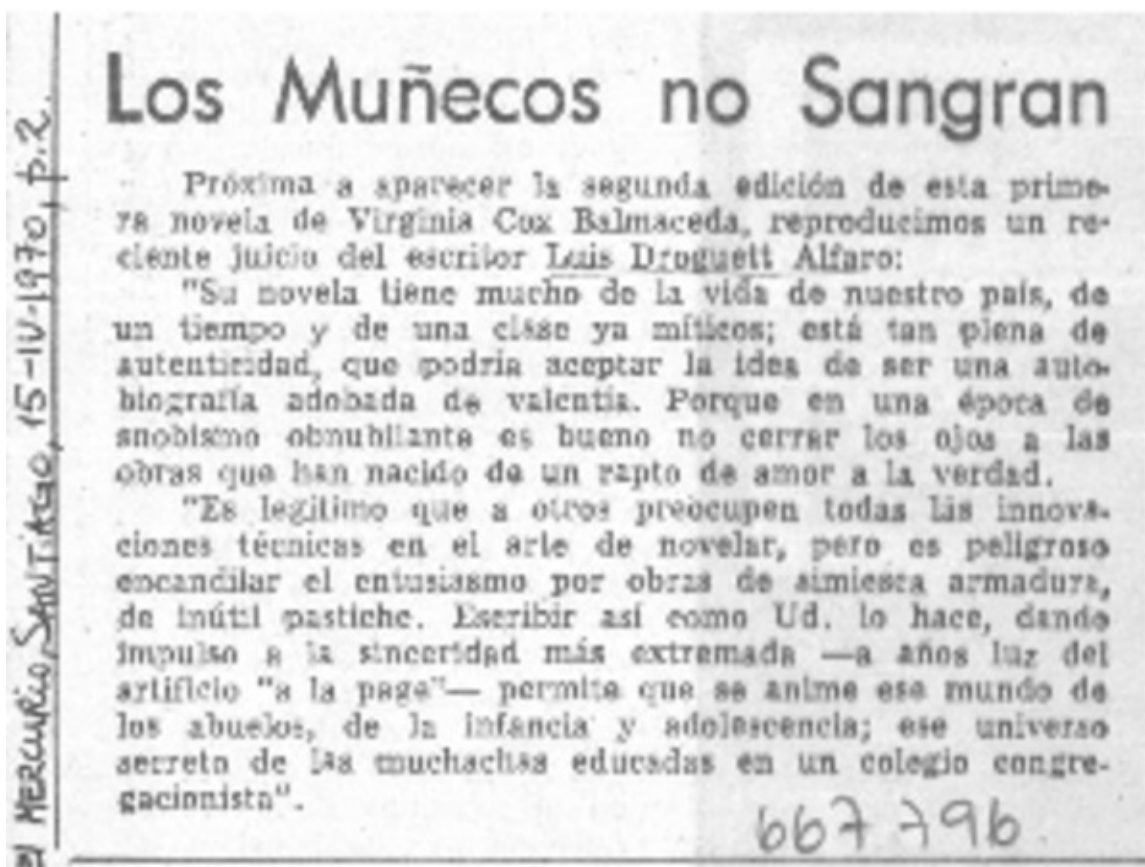 Los Muñecos no Sangran
Próxima a aparecer la segunda edición de esta prime-
ra novela de Virginia Cox Balmaceda, reproducimos un re-
ciente juicio del escritor Luis Droguett Alfaro:
"Su novela tiene mucho de la vida de nuestro país, de
un tiempo y de una clase ya míticos; está tan plena de
autenticidad, que podría aceptar la idea de ser una auto-
biografía adobada de valentía. Porque en una época de
snobismo obnubilante es bueno no cerrar los ojos a las
obras que han nacido de un rapto de amor a la verdad.
"Es legítimo que a otros preocupen todas las innova-
ciones técnicas en el arte de novelar, pero es peligroso
encandilar el entusiasmo por obras de simiesca armadura,
de inútil pastiche. Escribir así como Ud. lo hace, dando
impulso a la sinceridad más extremada —a años luz del
artificio "a la page"— permite que se anime ese mundo de
los abuelos, de la infancia y adolescencia; ese universo
secreto de las muchachas educadas en un colegio congre-
gacionista".
667 796
El MERCURIO, SANTIAGO, 15-IV-1970, p.2.